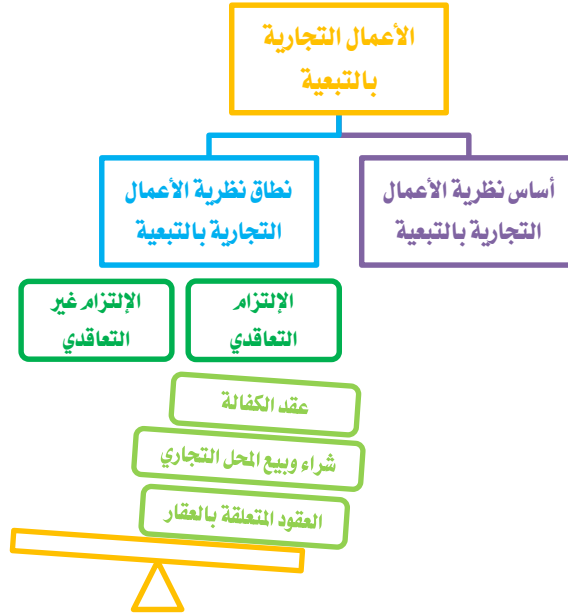 الأعمال التجارية
بالتبعية
أساس نظرية الأعمال
التجارية بالتبعية
نطاق نظرية الأعمال
التجارية بالتبعية
الإلتزام
التعاقدي
الإلتزام غير
التعاقدي
عقد الكفالة
شراء وبيع المحل التجاري
العقود المتعلقة بالعقار